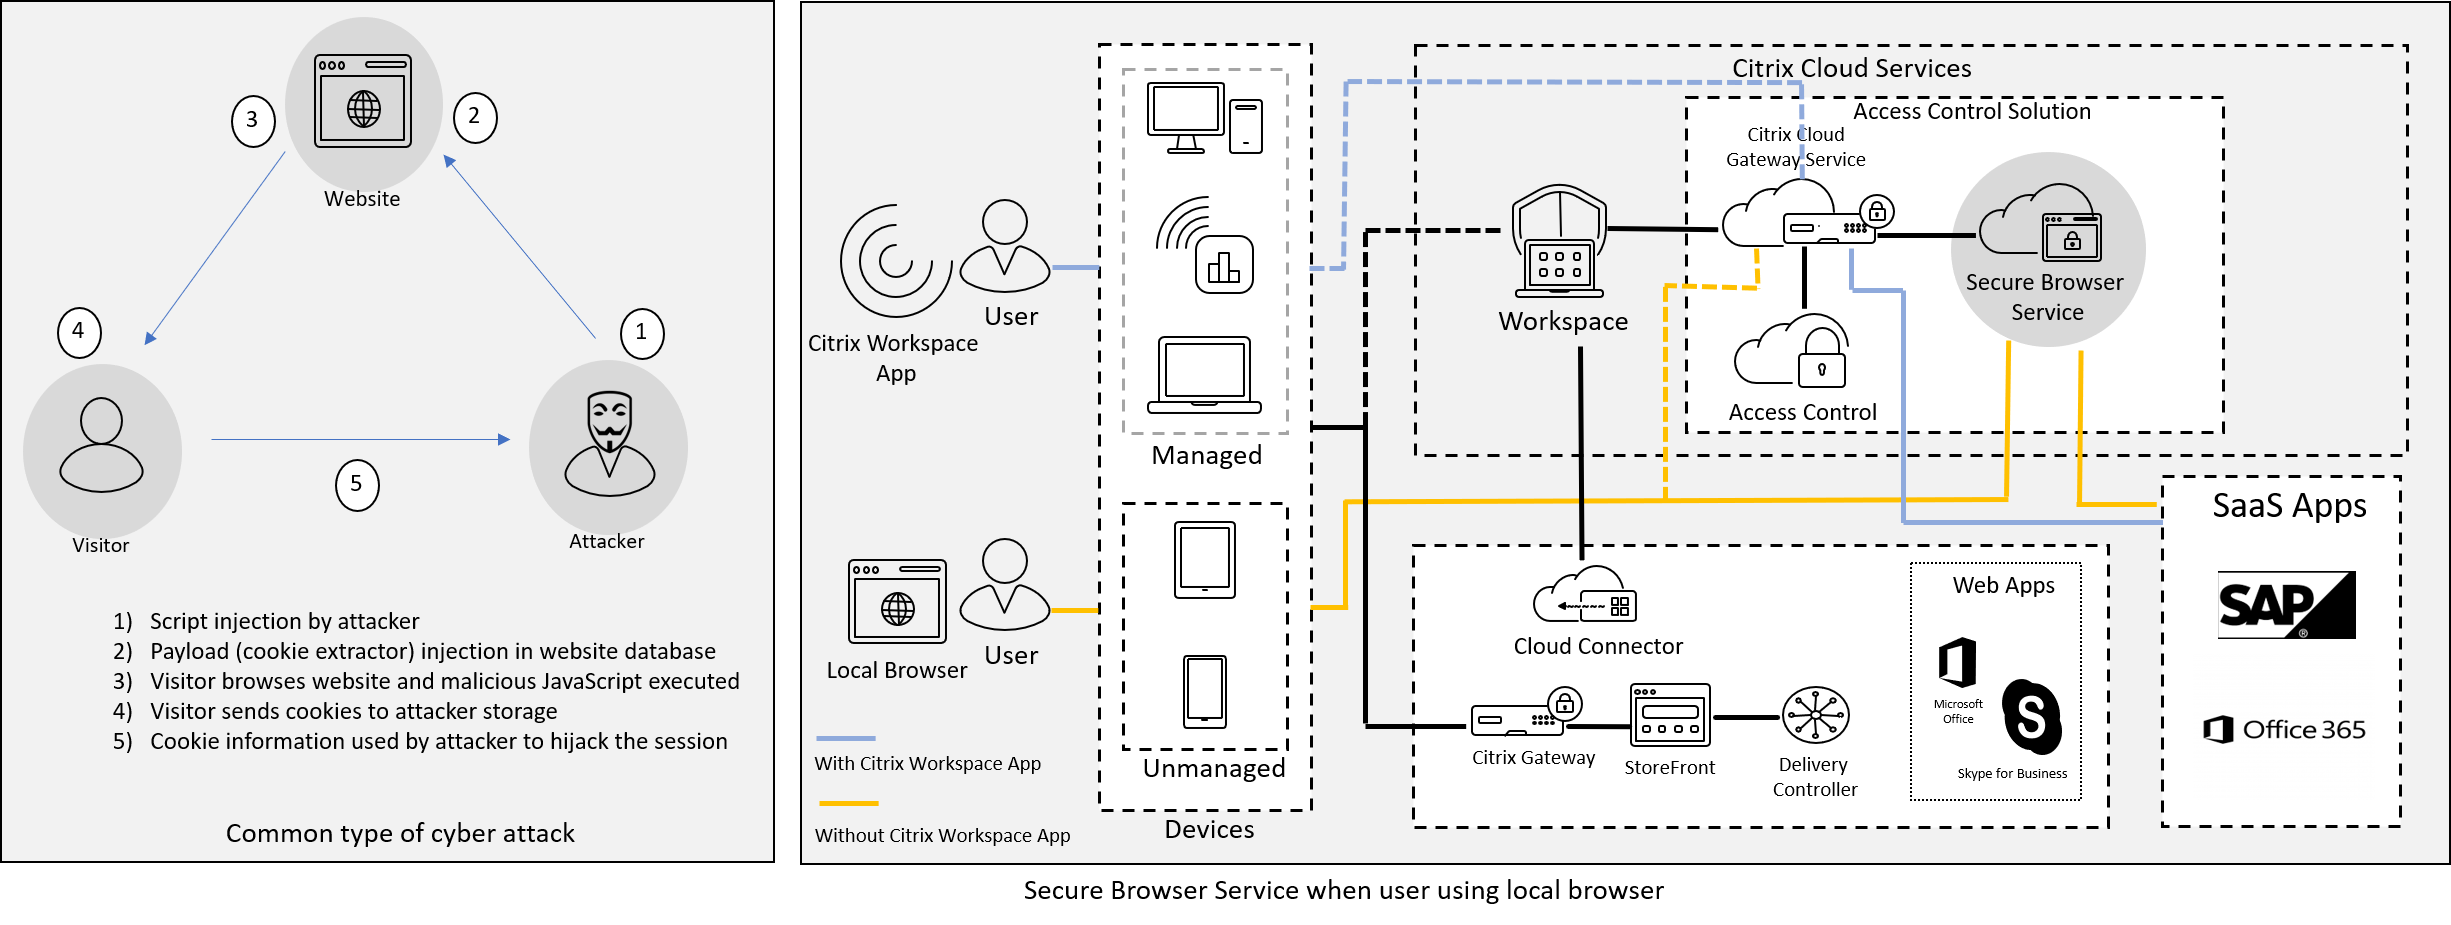 3
2
Website
4
1
5
Visitor
Attacker
1) Script injection by attacker
2) Payload (cookie extractor) injection in website database
3) Visitor browses website and malicious JavaScript executed
4) Visitor sends cookies to attacker storage
5) Cookie information used by attacker to hijack the session
Common type of cyber attack
Citrix Workspace
App
User
Local Browser
User
With Citrix Workspace App
Without Citrix Workspace App
Managed
Unmanaged
Devices
Citrix Cloud Services
Access Control Solution
Citrix Cloud
Gateway Service
Workspace
Secure Browser
Service
Access Control
Cloud Connector
Citrix Gateway
StoreFront
Delivery
Controller
Web Apps
Microsoft
Office
S
Skype for Business
SaaS Apps
SAP®
Office 365
Secure Browser Service when user using local browser